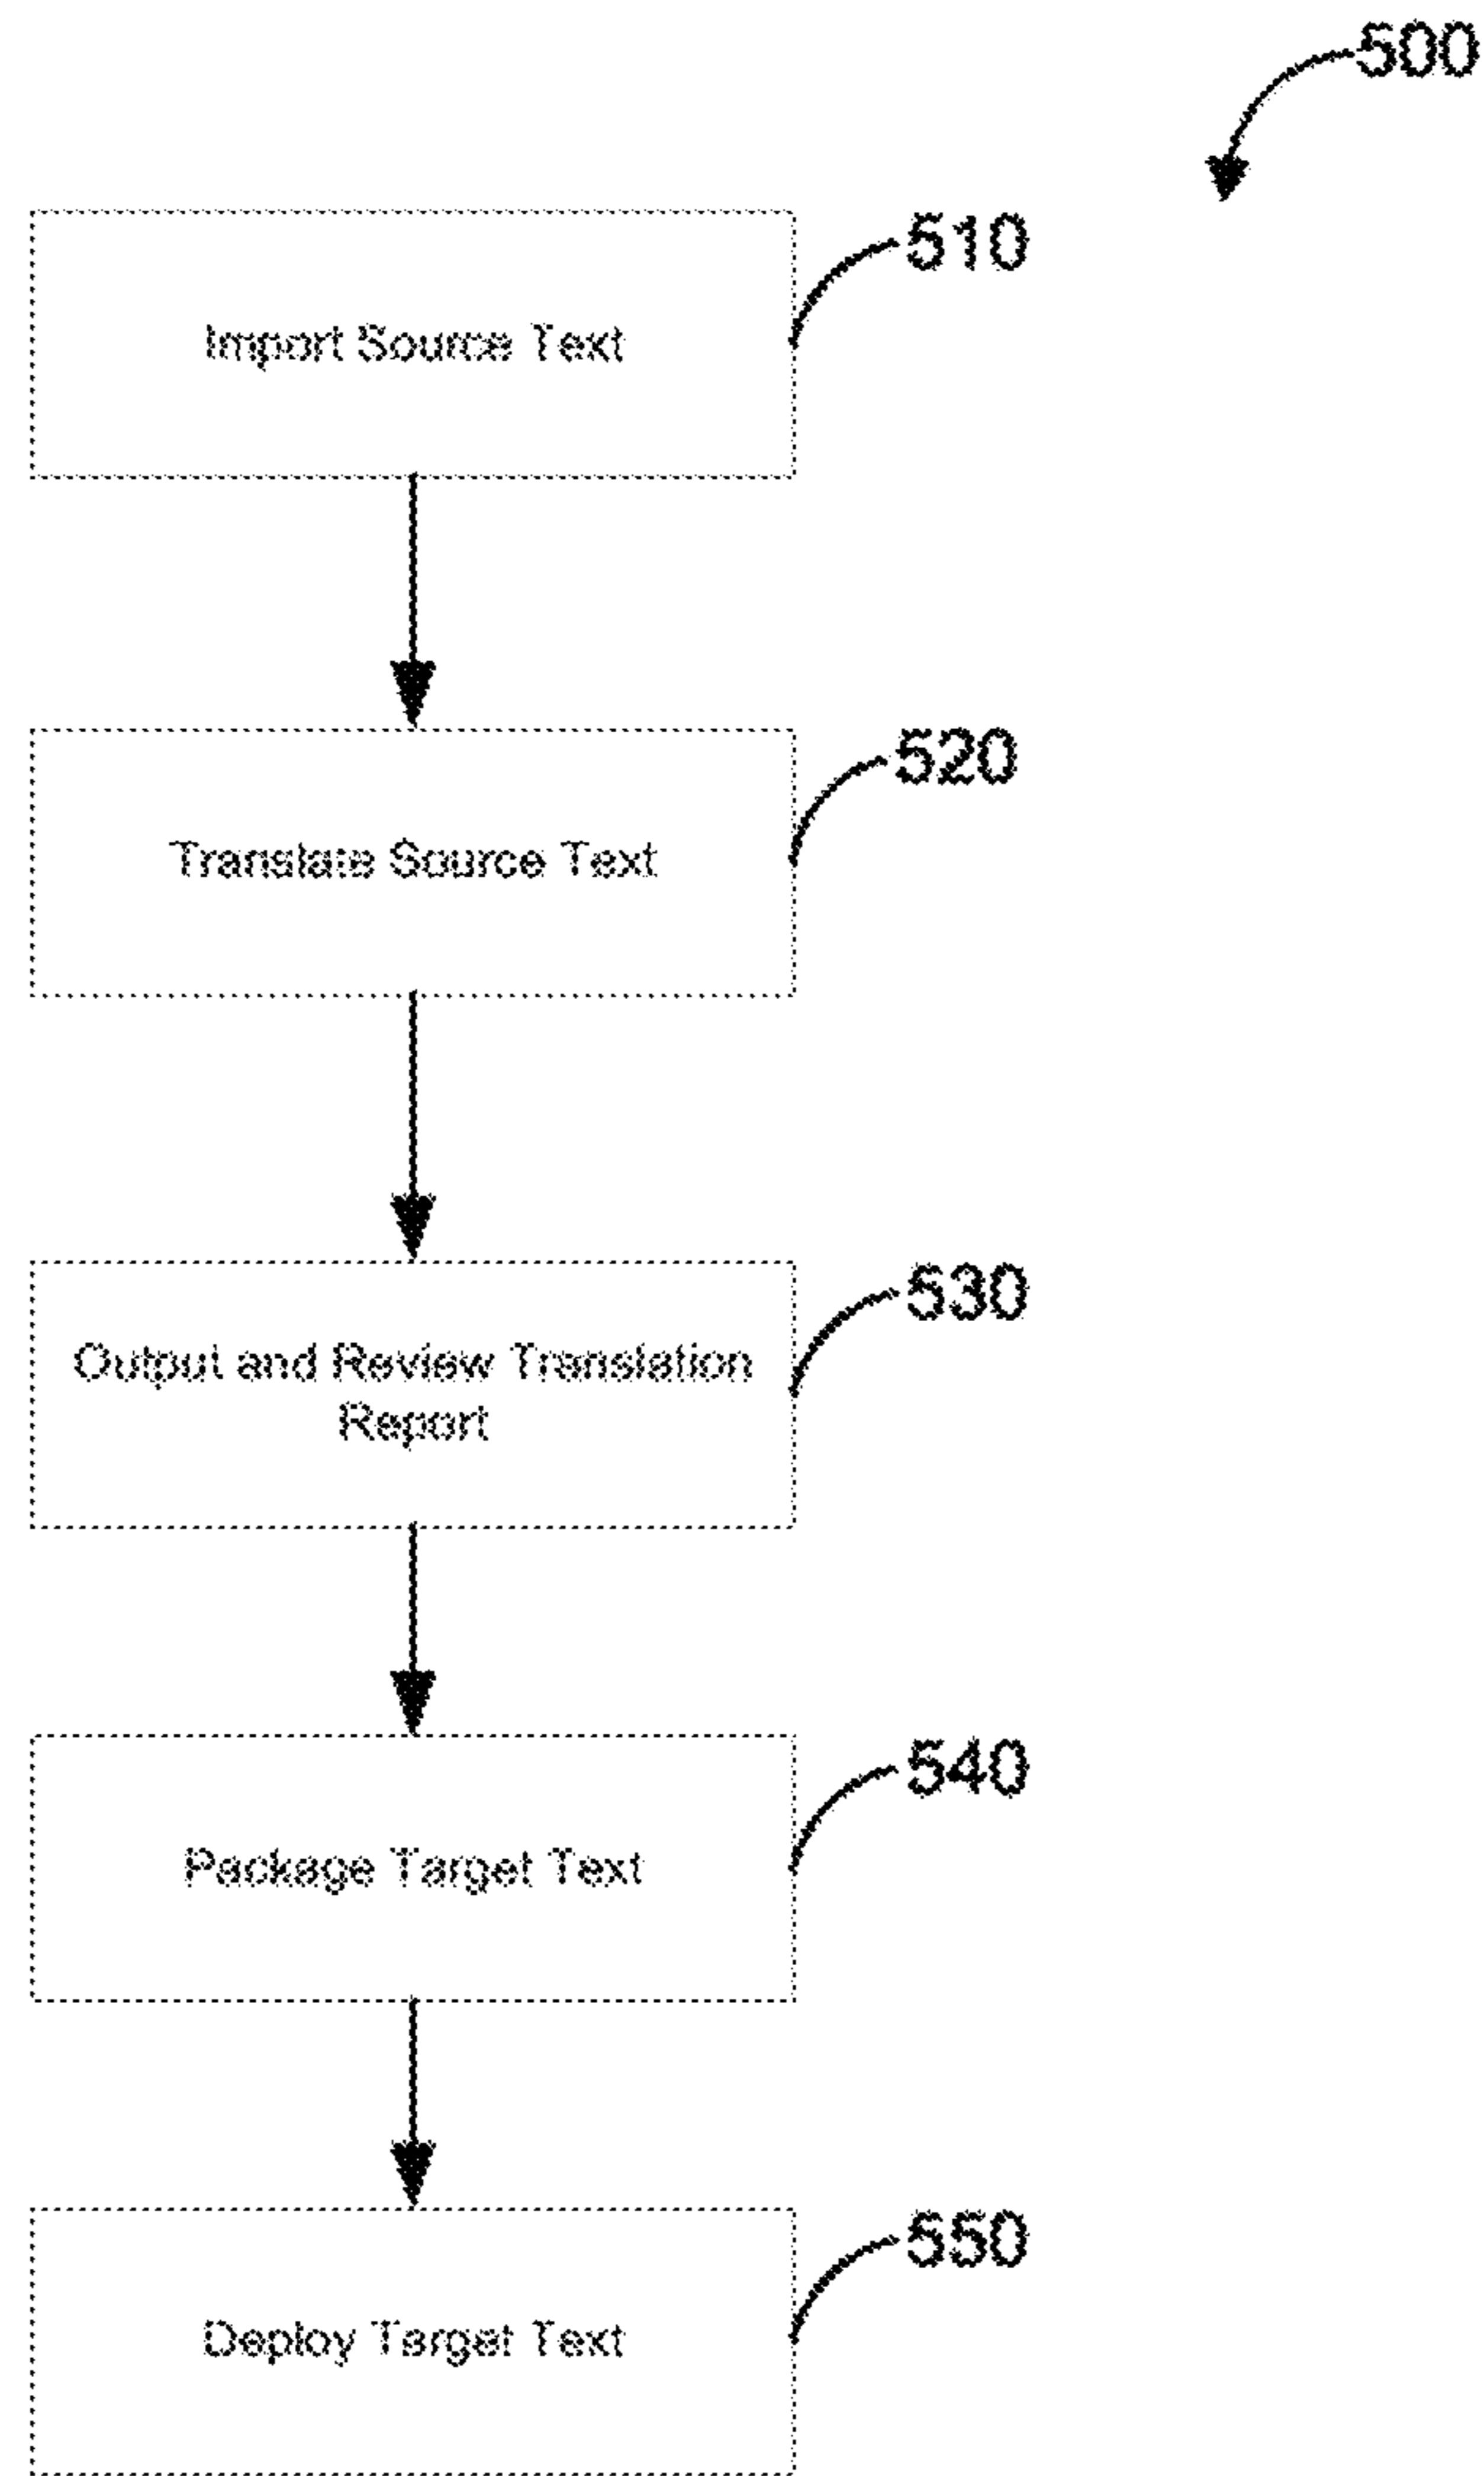 500
510
Import Source Text
520
Translate Source Text
530
Output and Review Translation
Report
540
Package Target Text
550
Deploy Target Text